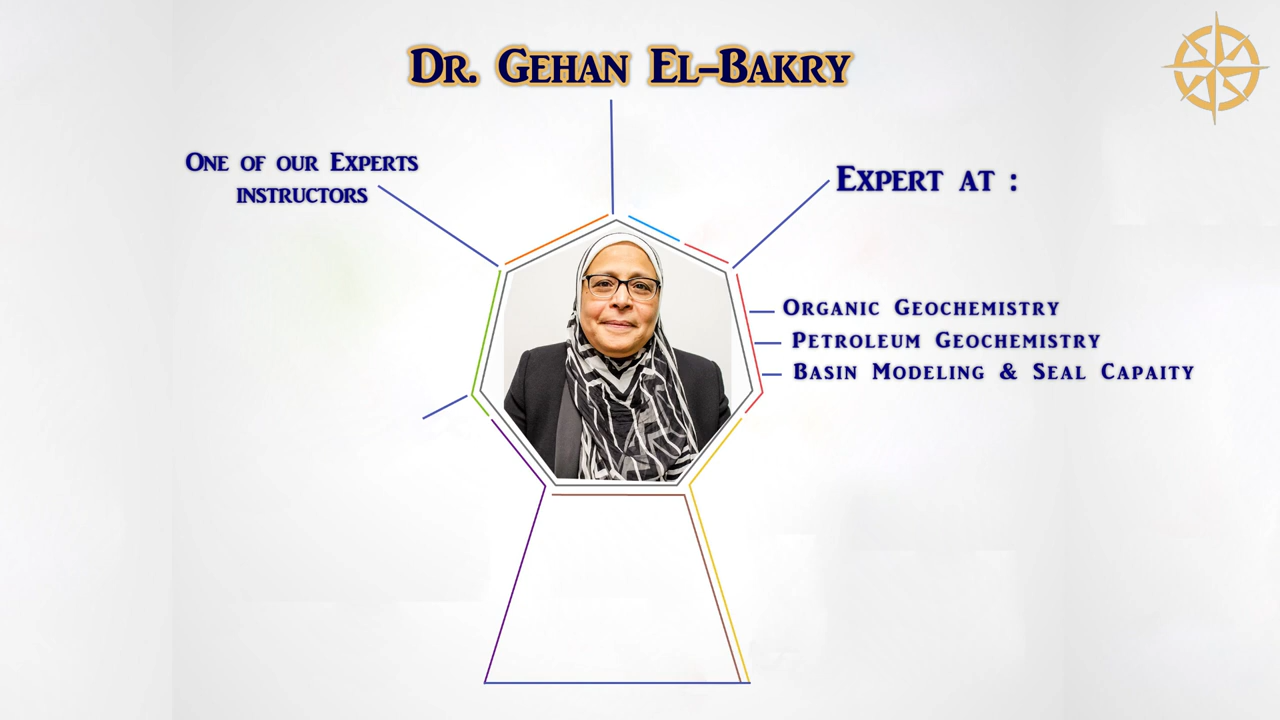 Dr. Gehan El-Bakry
One of our Experts
instructors
Expert at :
Organic Geochemistry
Petroleum Geochemistry
Basin Modeling & Seal Capaity